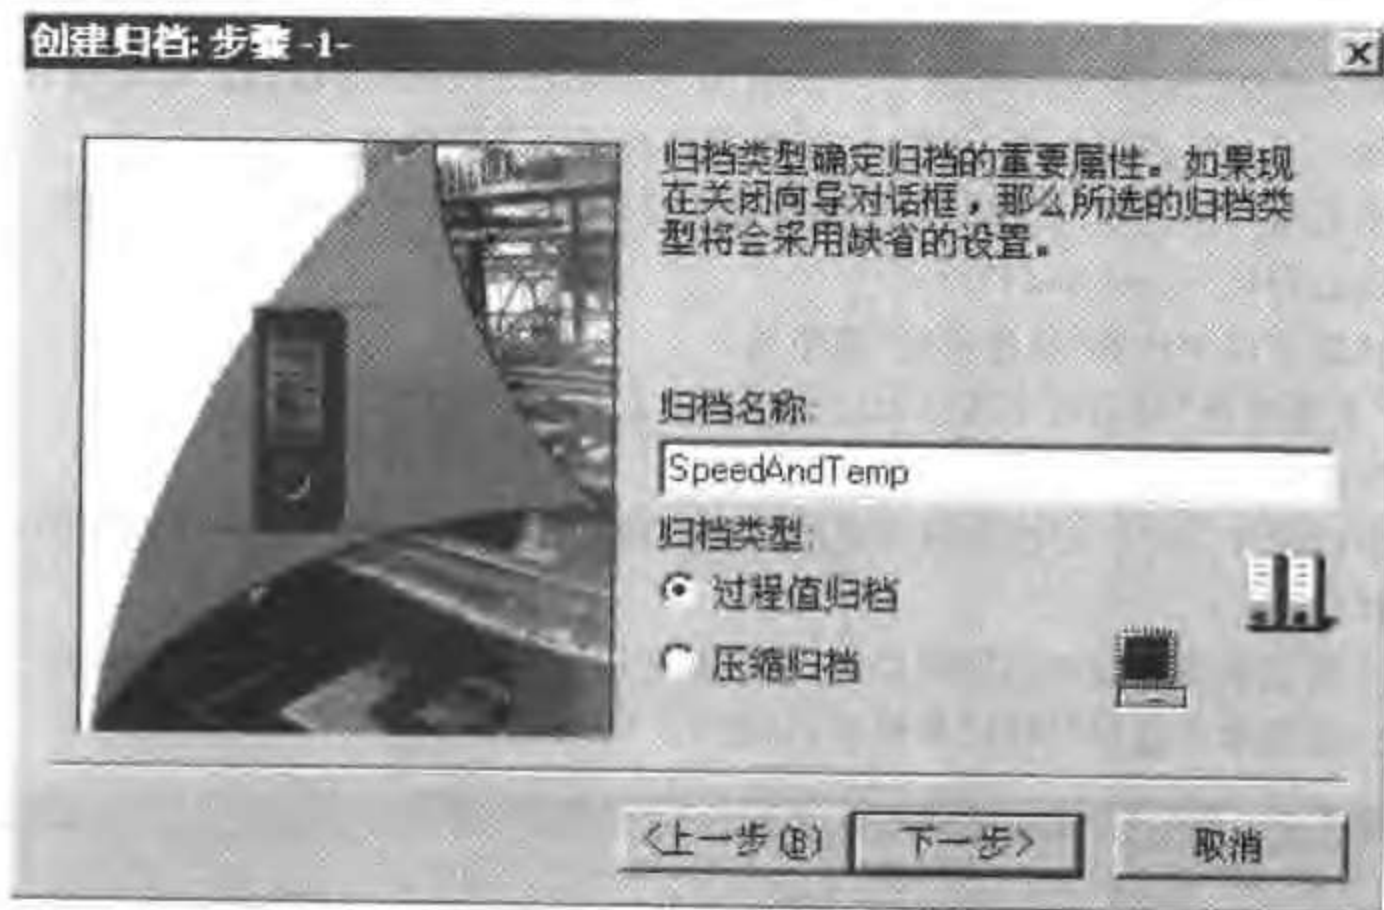 创建归档: 步骤 -1-
归档类型确定归档的重要属性。如果现
在关闭向导对话框，那么所选的归档类
型将会采用缺省的设置。
归档名称:
SpeedAndTemp
归档类型:
过程值归档
压缩归档
<上一步(B)
下一步>
取消